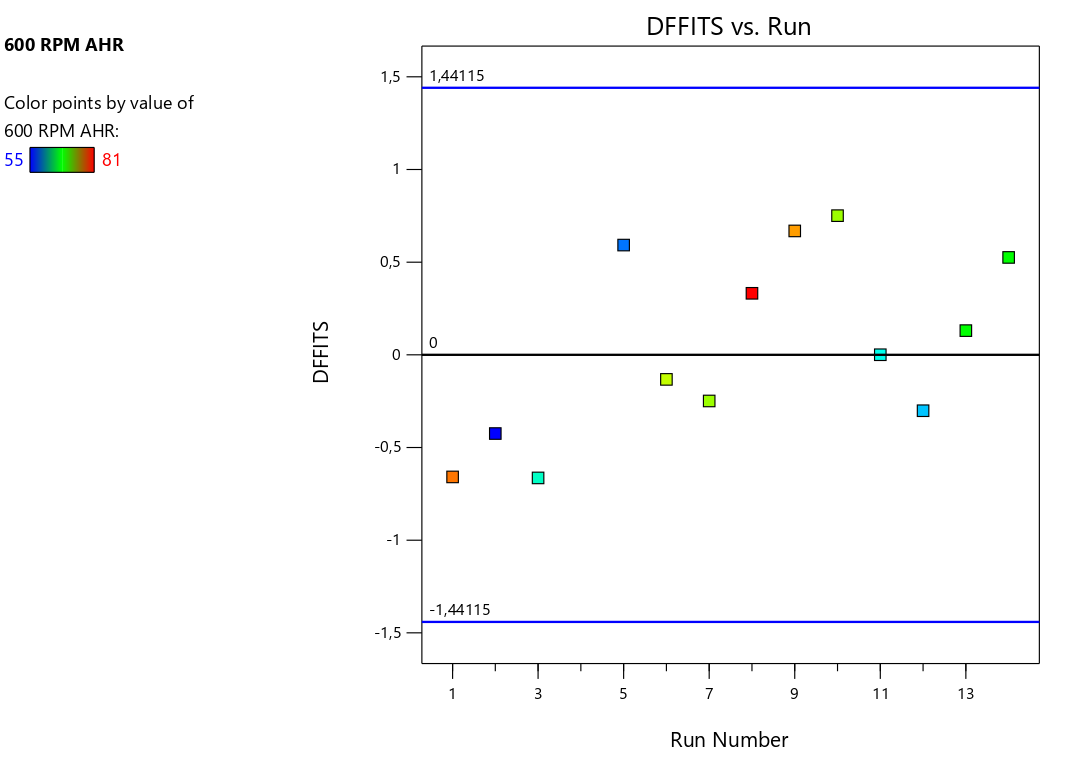 600 RPM AHR
Color points by value of
600 RPM AHR:
55 81
DFFITS vs. Run
DFFITS
1,5
1
0,5
0
-0,5
-1
-1,5
1,44115
0
-1,44115
1 3 5 7 9 11 13
Run Number